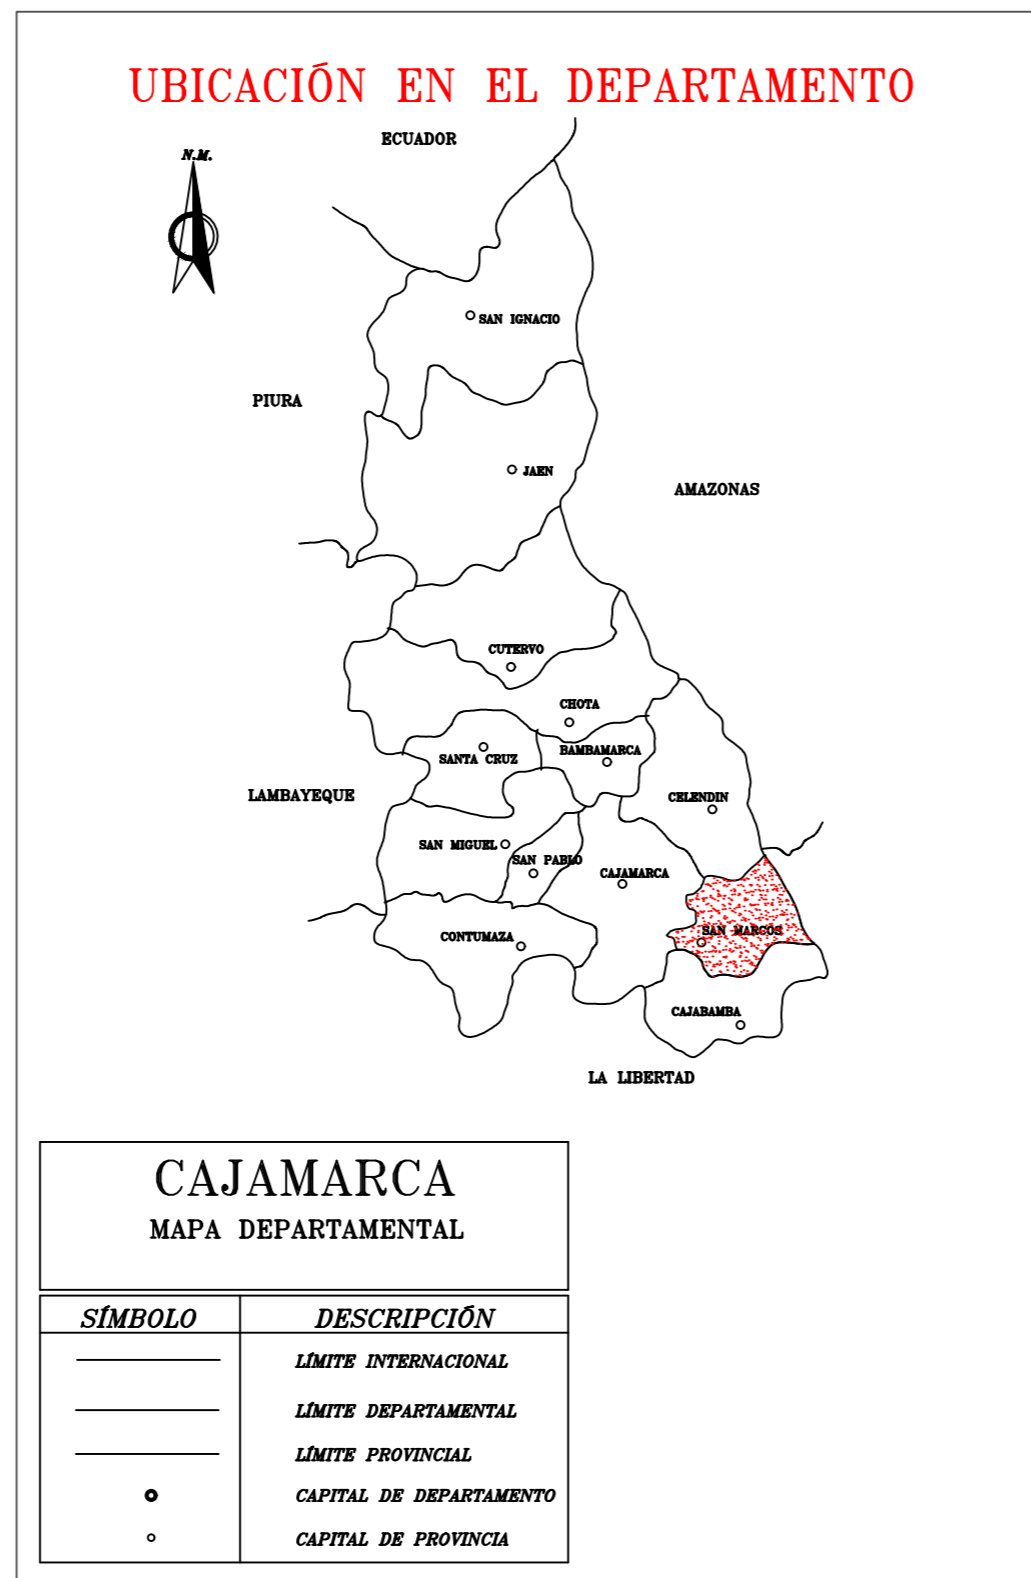 UBICACIÓN EN EL DEPARTAMENTO
ECUADOR
N.M.
SAN IGNACIO
PIURA
JAEN
AMAZONAS
CUTERVO
CHOTA
BAMBAMARCA
SANTA CRUZ
LAMBAYEQUE
CELENDIN
SAN MIGUEL
SAN PABLO
CAJAMARCA
SAN MARCOS
CONTUMAZA
CAJABAMBA
LA LIBERTAD
CAJAMARCA
MAPA DEPARTAMENTAL
SÍMBOLO DESCRIPCIÓN
LÍMITE INTERNACIONAL
LÍMITE DEPARTAMENTAL
LÍMITE PROVINCIAL
CAPITAL DE DEPARTAMENTO
CAPITAL DE PROVINCIA